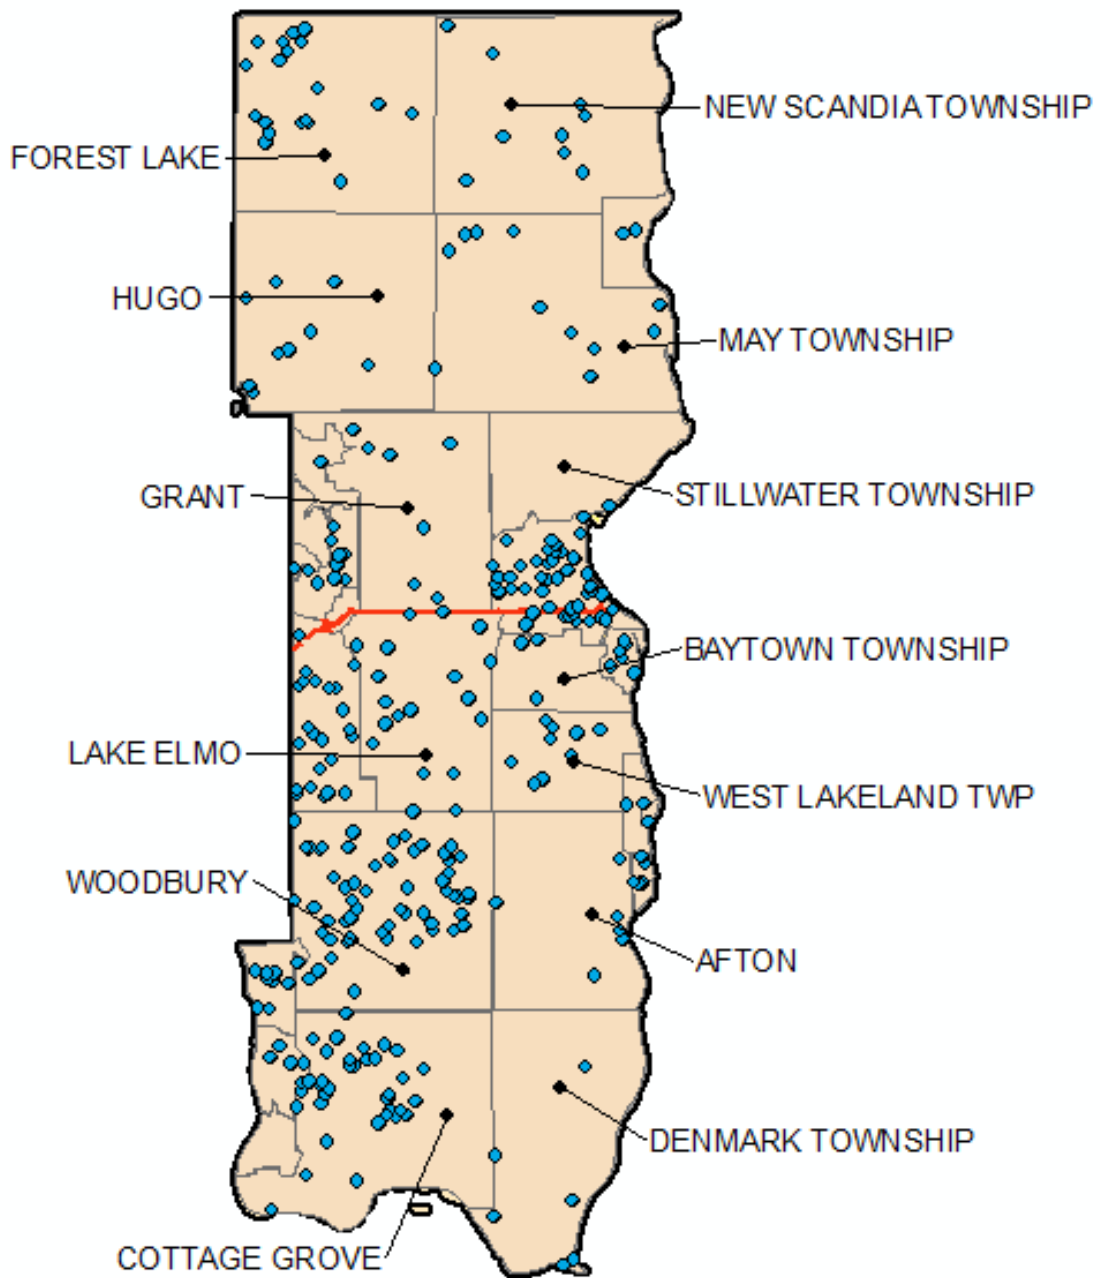 NEW SCANDIA TOWNSHIP
FOREST LAKE
HUGO
MAY TOWNSHIP
GRANT
STILLWATER TOWNSHIP
BAYTOWN TOWNSHIP
LAKE ELMO
WEST LAKELAND TWP
WOODBURY
AFTON
DENMARK TOWNSHIP
COTTAGE GROVE